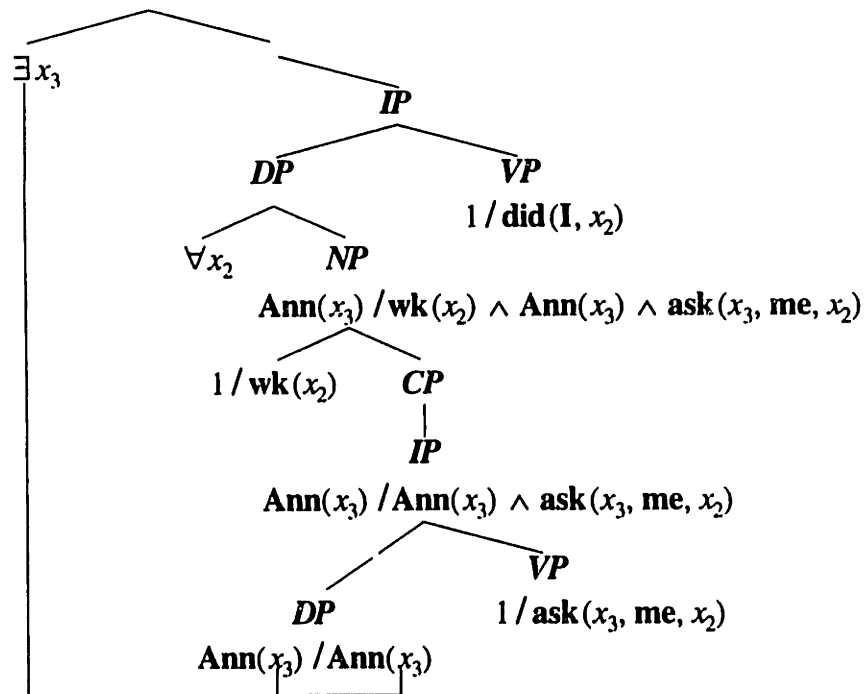 ∃x₃
IP
DP VP
1/did(I, x₂)
∀x₂ NP
Ann(x₃)/wk(x₂) ∧ Ann(x₃) ∧ ask(x₃, me, x₂)
1/wk(x₂) CP
IP
Ann(x₃)/Ann(x₃) ∧ ask(x₃, me, x₂)
VP
DP 1/ask(x₃, me, x₂)
Ann(x₃)/Ann(x₃)